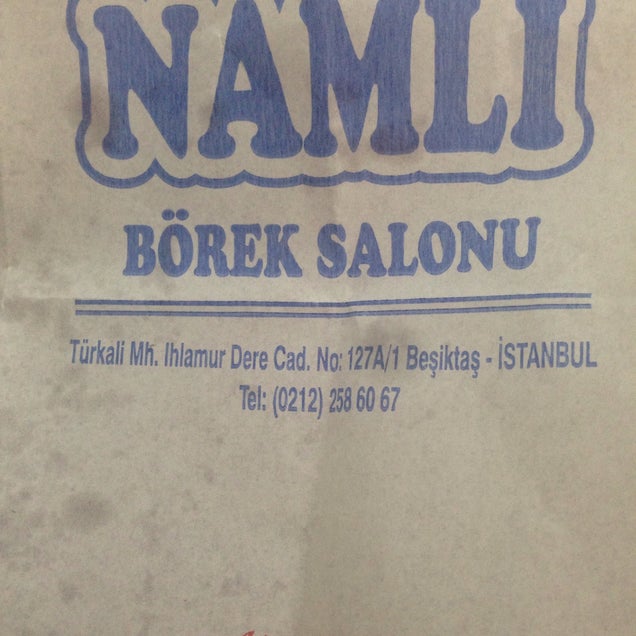 NAMLI
BÖREK SALONU
Türkali Mh. Ihlamur Dere Cad. No: 127A/1 Beşiktaş - İSTANBUL
Tel: (0212) 258 60 67